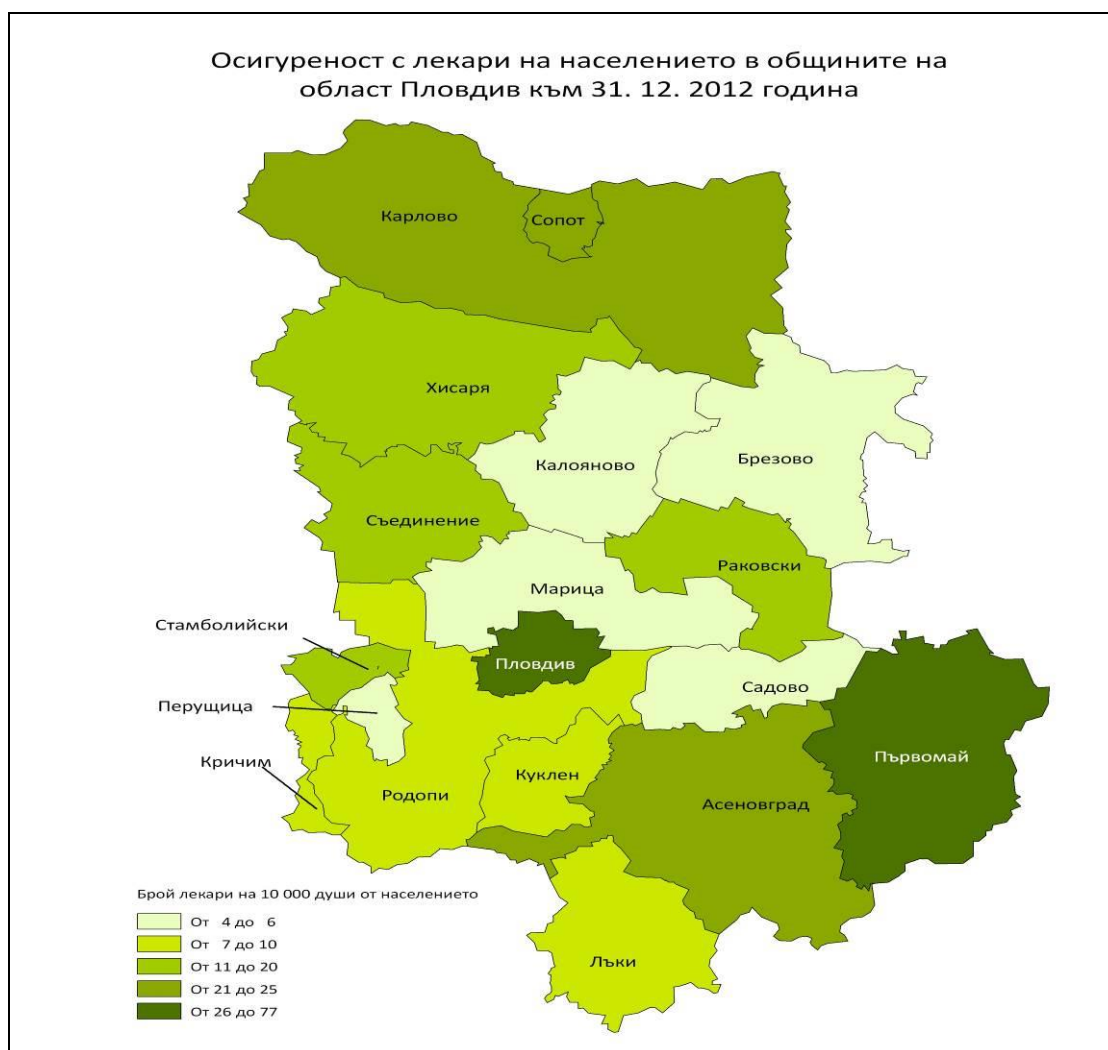 Осигуреност с лекари на населението в общините на
област Пловдив към 31. 12. 2012 година
Карлово
Сопот
Хисаря
Калояново
Брезово
Съединение
Раковски
Марица
Стамболийски
Пловдив
Садово
Перущица
Първомай
Кричим
Куклен
Родопи
Асеновград
Лъки
Брой лекари на 10 000 души от населението
От 4 до 6
От 7 до 10
От 11 до 20
От 21 до 25
От 26 до 77